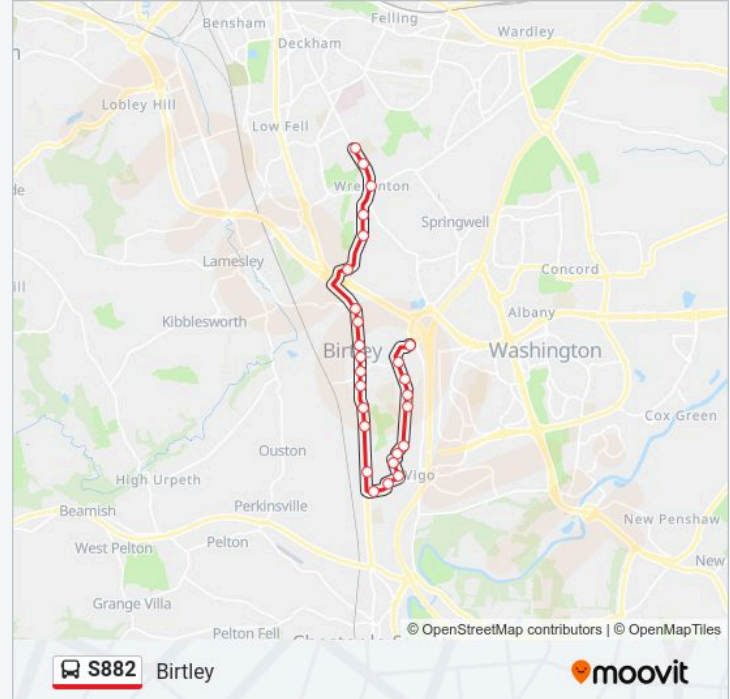 Bensham
Felling
Deckham
Wardley
Lobley Hill
Low Fell
Springwell
Lamesley
Concord
Kibblesworth
Albany
Birtley
Washington
Cox Green
Ouston
High Urpeth
Vigo
Beamish
Perkinsville
New Penshaw
West Pelton
Pelton
New
Grange Villa
Pelton Fell
© OpenStreetMap contributors | © OpenMapTiles
S882 Birtley
moovit